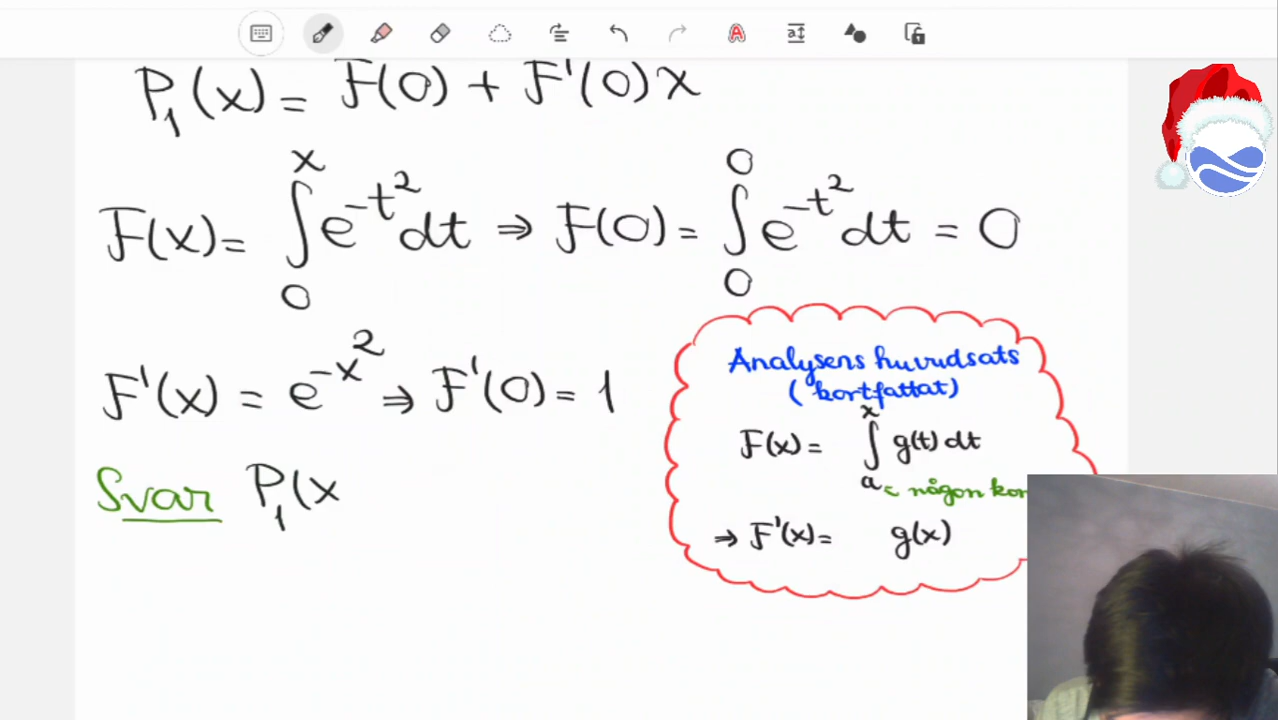 P₁(x) = F(0) + F'(0)x
F(x) = ∫₀ˣ e^(-t²) dt ⇒ F(0) = ∫₀⁰ e^(-t²) dt = 0
F'(x) = e^(-x²) ⇒ F'(0) = 1
Svar P₁(x
Analysens huvudsats
(kortfattat)
F(x) = ∫ₐˣ g(t) dt
någon kon
⇒ F'(x) = g(x)